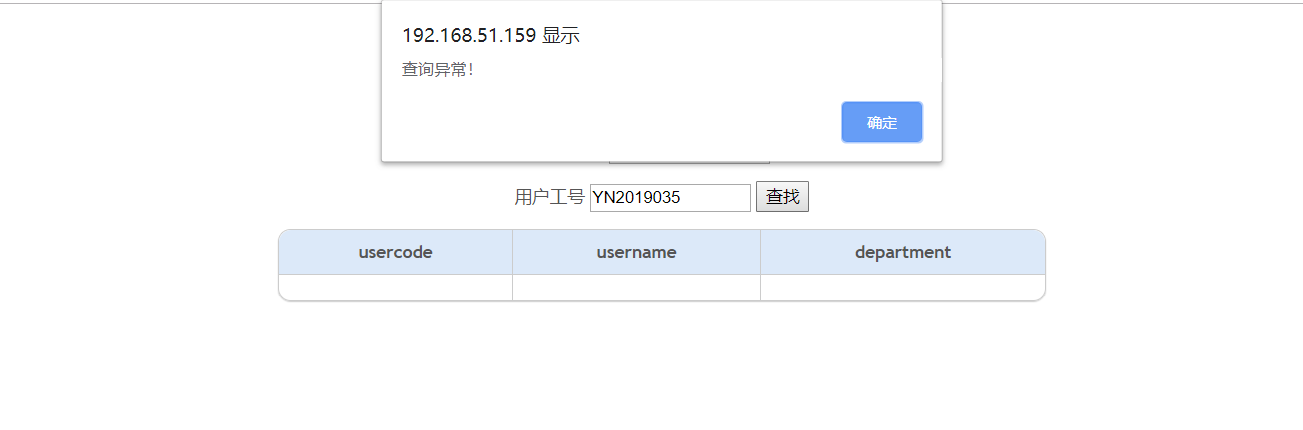 192.168.51.159 显示
查询异常！
确定
用户工号 YN2019035 查找
usercode username department